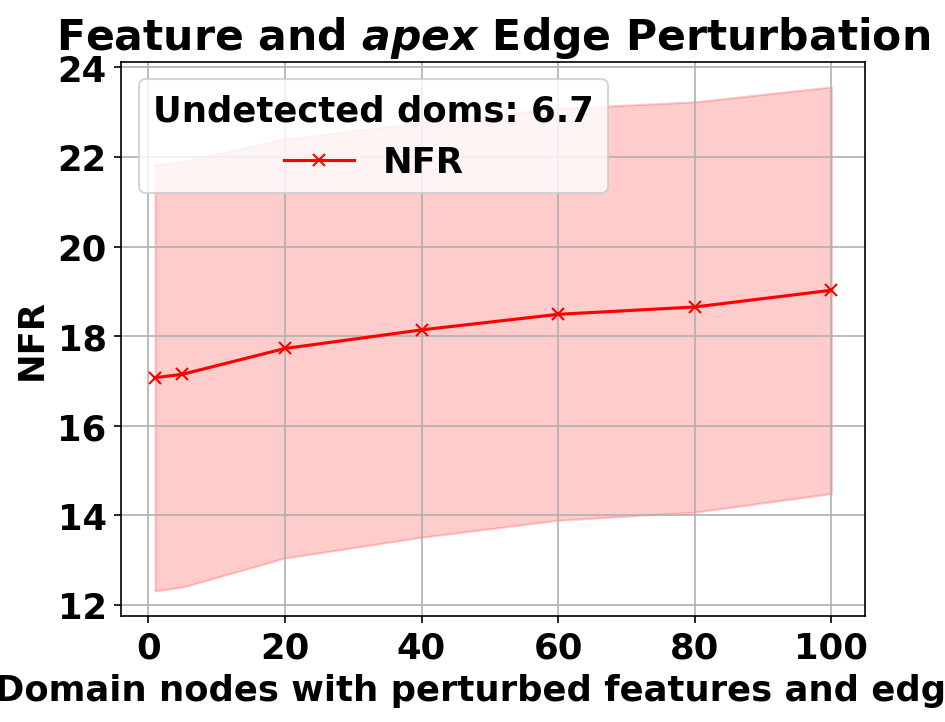 Feature and apex Edge Perturbation
24
22
20
18
16
14
12
NFR
Undetected doms: 6.7
NFR
0 20 40 60 80 100
Domain nodes with perturbed features and edg